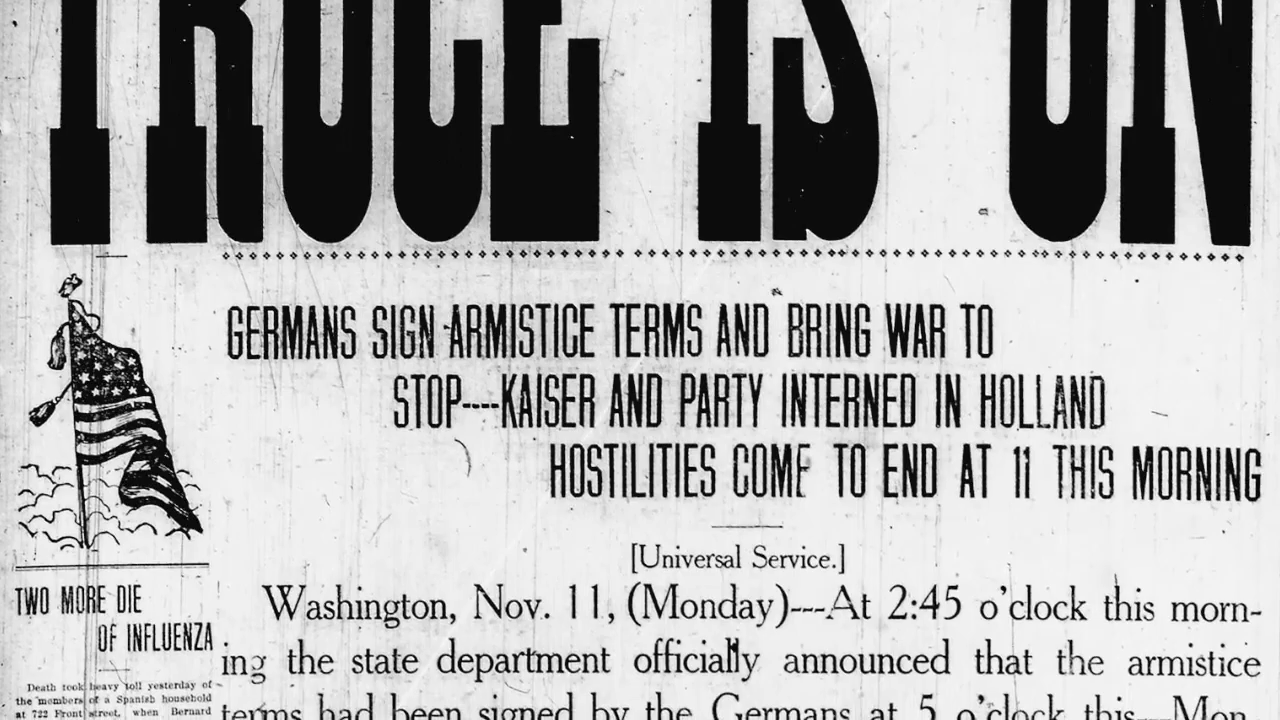 TRUCE IS ON
GERMANS SIGN ARMISTICE TERMS AND BRING WAR TO
STOP----KAISER AND PARTY INTERNED IN HOLLAND
HOSTILITIES COME TO END AT 11 THIS MORNING
[Universal Service.]
Washington, Nov. 11, (Monday)---At 2:45 o'clock this morn-
ing the state department officially announced that the armistice
terms had been signed by the Germans at 5 o'clock this---Mon-
TWO MORE DIE
OF INFLUENZA
Death took heavy toll yesterday of
the members of a Spanish household
at 722 Front street, when Bernard